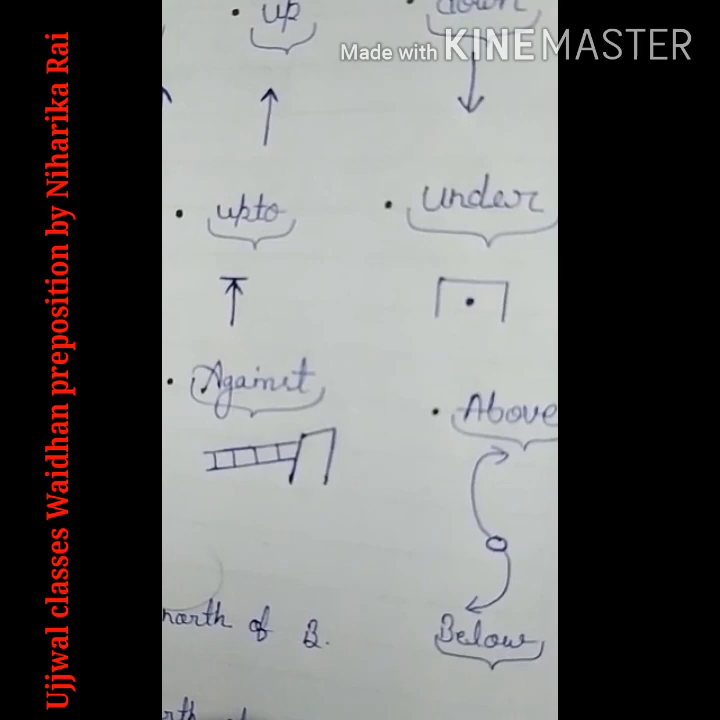 Ujjwal classes Waidhan preposition by Niharika Rai
Made with KINEMASTER
• up
• down
• upto
• under
• Against
• Above
north of B.
Below